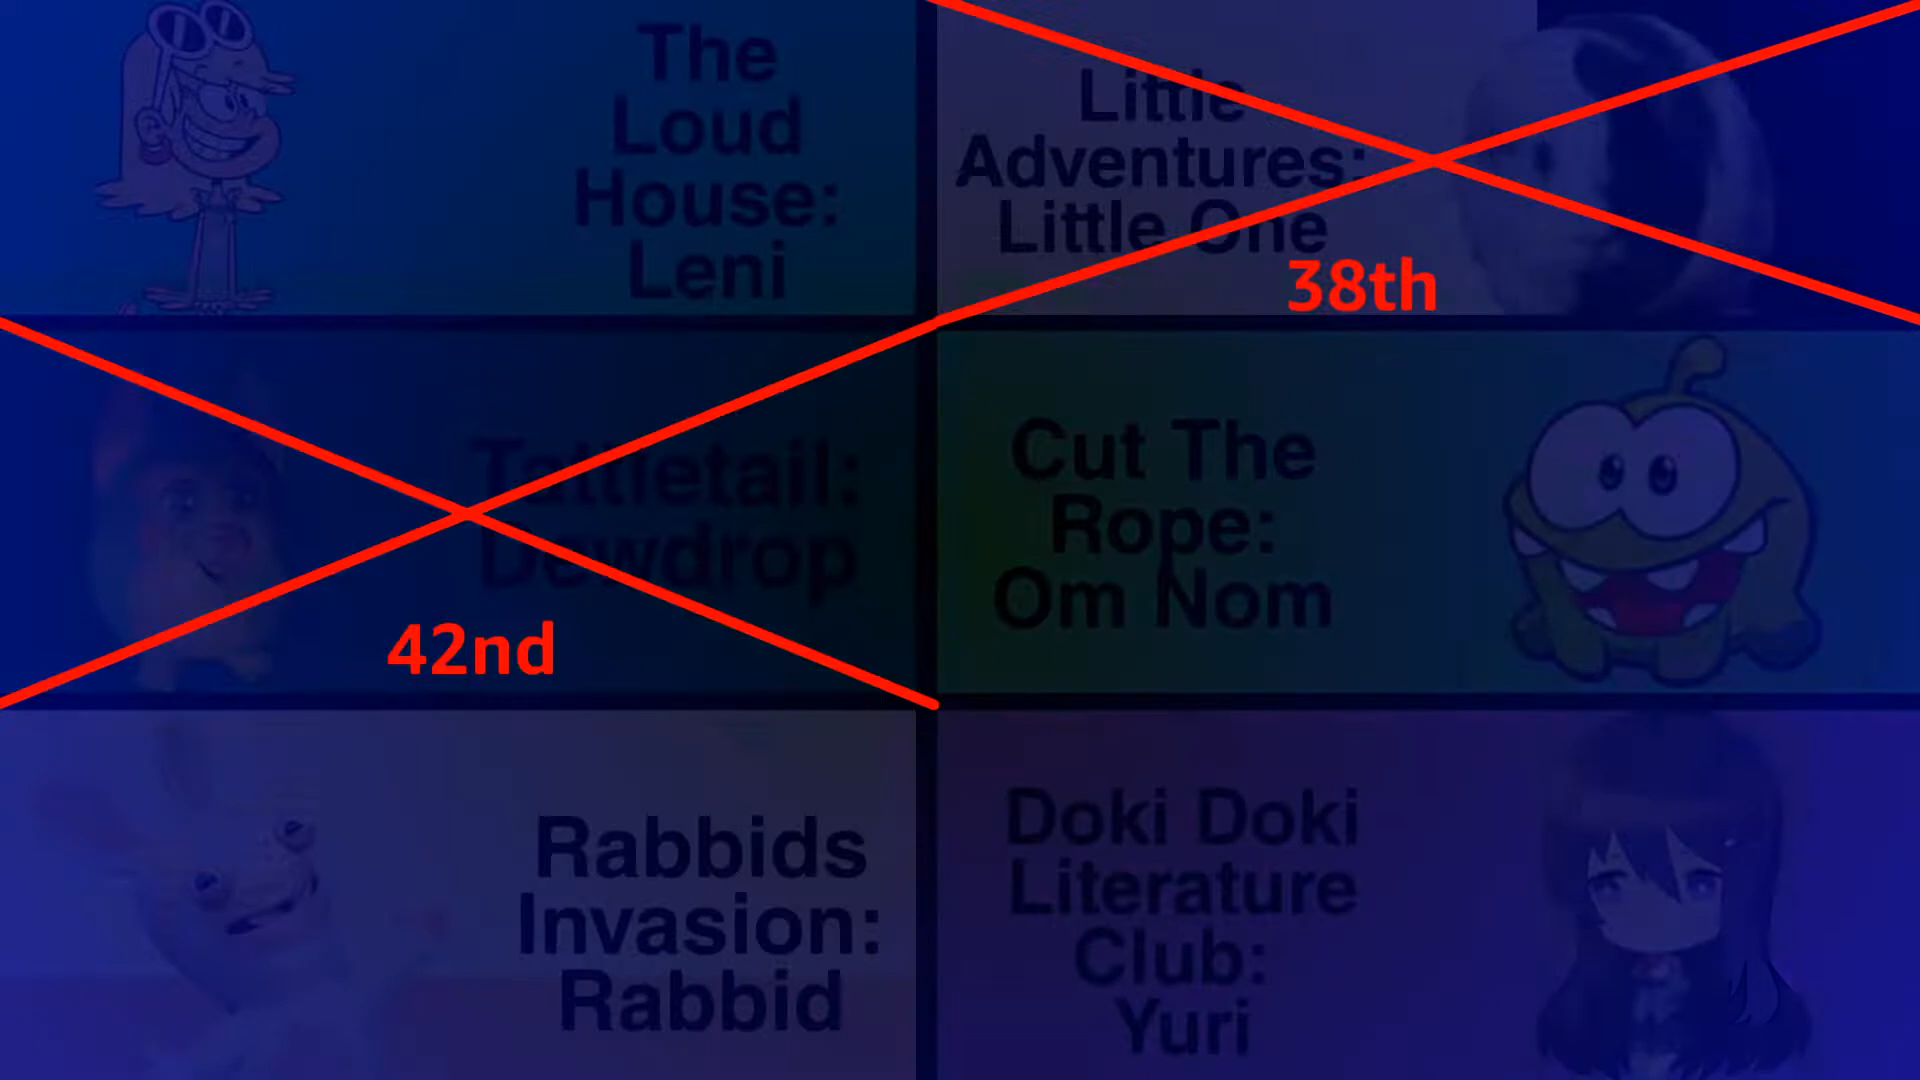 The
Loud
House:
Leni
Little
Adventures:
Little One
38th
Tattletail:
Dewdrop
42nd
Cut The
Rope:
Om Nom
Rabbids
Invasion:
Rabbid
Doki Doki
Literature
Club:
Yuri